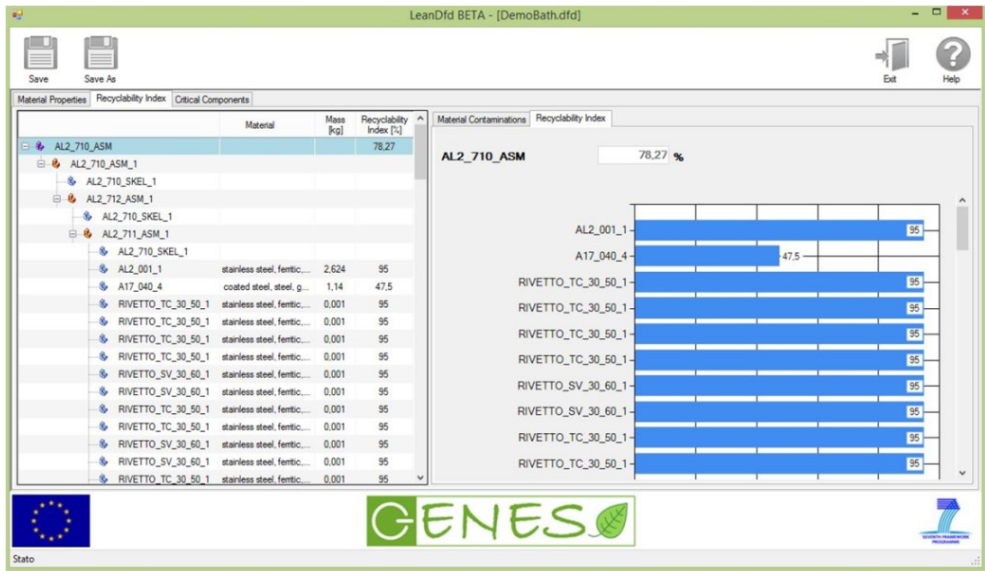 LeanDfd BETA - [DemoBath.dfd]
Save Save As Exit Help
Material Properties Recyclability Index Critical Components
Material Mass [kg] Recyclability Index [%]
AL2_710_ASM 78,27
AL2_710_ASM_1
AL2_710_SKEL_1
AL2_712_ASM_1
AL2_710_SKEL_1
AL2_711_ASM_1
AL2_710_SKEL_1
AL2_001_1 stainless steel, ferritic,... 2,624 95
A17_040_4 coated steel, steel, g... 1,14 47,5
RIVETTO_TC_30_50_1 stainless steel, ferritic,... 0,001 95
RIVETTO_TC_30_50_1 stainless steel, ferritic,... 0,001 95
RIVETTO_TC_30_50_1 stainless steel, ferritic,... 0,001 95
RIVETTO_TC_30_50_1 stainless steel, ferritic,... 0,001 95
RIVETTO_SV_30_60_1 stainless steel, ferritic,... 0,001 95
RIVETTO_SV_30_60_1 stainless steel, ferritic,... 0,001 95
RIVETTO_TC_30_50_1 stainless steel, ferritic,... 0,001 95
RIVETTO_TC_30_50_1 stainless steel, ferritic,... 0,001 95
RIVETTO_SV_30_60_1 stainless steel, ferritic,... 0,001 95
RIVETTO_SV_30_60_1 stainless steel, ferritic,... 0,001 95
RIVETTO_TC_30_50_1 stainless steel, ferritic,... 0,001 95
Material Contaminations Recyclability Index
AL2_710_ASM 78,27 %
AL2_001_1 95
A17_040_4 47,5
RIVETTO_TC_30_50_1 95
RIVETTO_TC_30_50_1 95
RIVETTO_TC_30_50_1 95
RIVETTO_TC_30_50_1 95
RIVETTO_SV_30_60_1 95
RIVETTO_SV_30_60_1 95
RIVETTO_TC_30_50_1 95
RIVETTO_TC_30_50_1 95
GENESI
SEVENTH FRAMEWORK
PROGRAMME
Stato